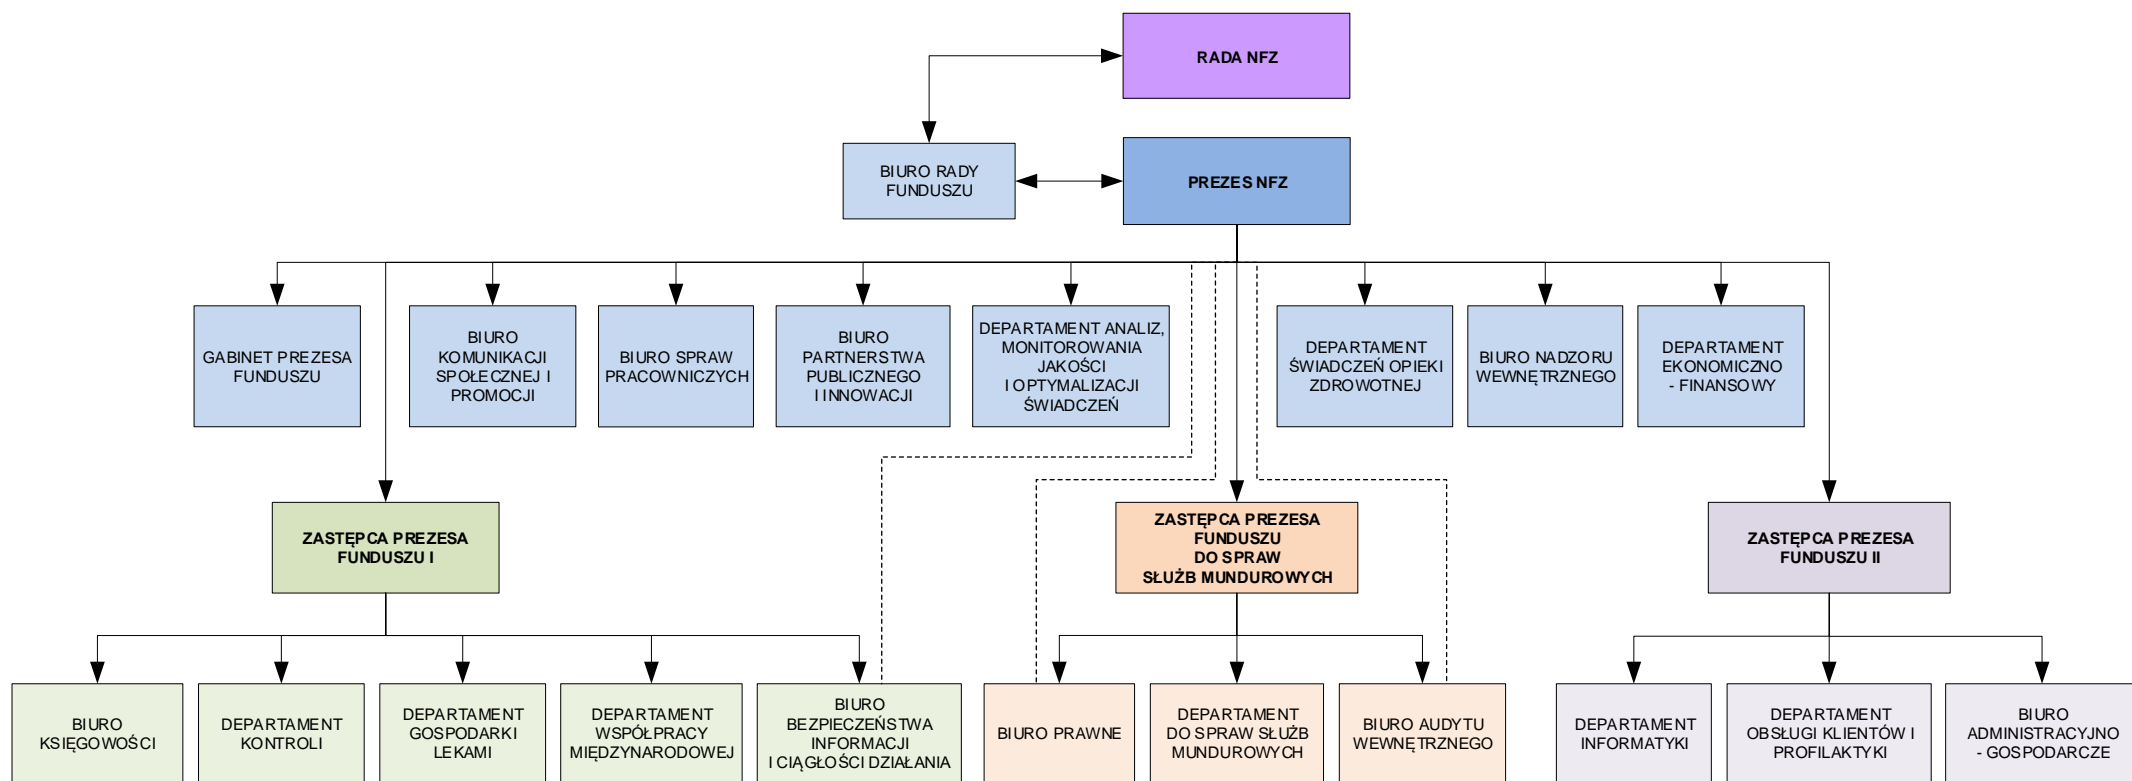 RADA NFZ
BIURO RADY
FUNDUSZU
PREZES NFZ
GABINET PREZESA
FUNDUSZU
BIURO
KOMUNIKACJI
SPOŁECZNEJ I
PROMOCJI
BIURO SPRAW
PRACOWNICZYCH
BIURO
PARTNERSTWA
PUBLICZNEGO
I INNOWACJI
DEPARTAMENT ANALIZ,
MONITOROWANIA
JAKOŚCI
I OPTYMALIZACJI
ŚWIADCZEŃ
DEPARTAMENT
ŚWIADCZEŃ OPIEKI
ZDROWOTNEJ
BIURO NADZORU
WEWNĘTRZNEGO
DEPARTAMENT
EKONOMICZNO
- FINANSOWY
ZASTĘPCA PREZESA
FUNDUSZU I
ZASTĘPCA PREZESA
FUNDUSZU
DO SPRAW
SŁUŻB MUNDUROWYCH
ZASTĘPCA PREZESA
FUNDUSZU II
BIURO
KSIĘGOWOŚCI
DEPARTAMENT
KONTROLI
DEPARTAMENT
GOSPODARKI
LEKAMI
DEPARTAMENT
WSPÓŁPRACY
MIĘDZYNARODOWEJ
BIURO
BEZPIECZEŃSTWA
INFORMACJI
I CIĄGŁOŚCI DZIAŁANIA
BIURO PRAWNE
DEPARTAMENT
DO SPRAW SŁUŻB
MUNDUROWYCH
BIURO AUDYTU
WEWNĘTRZNEGO
DEPARTAMENT
INFORMATYKI
DEPARTAMENT
OBSŁUGI KLIENTÓW I
PROFILAKTYKI
BIURO
ADMINISTRACYJNO
- GOSPODARCZE